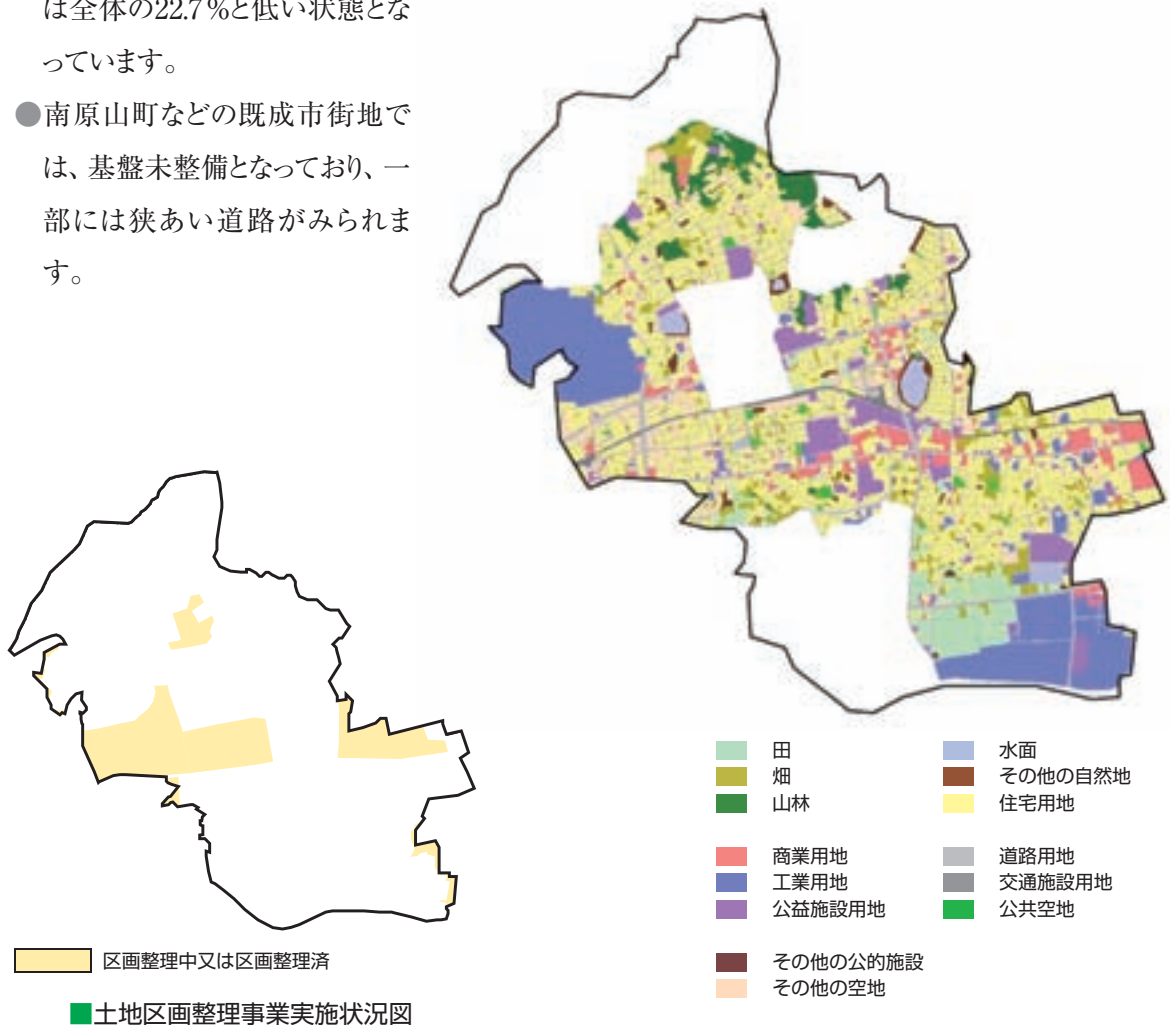 は全体の22.7%と低い状態とな
っています。
●南原山町などの既成市街地で
は、基盤未整備となっており、一
部には狭あい道路がみられま
す。
区画整理中又は区画整理済
■土地区画整理事業実施状況図
田
畑
山林
商業用地
工業用地
公益施設用地
その他の公的施設
その他の空地
水面
その他の自然地
住宅用地
道路用地
交通施設用地
公共空地